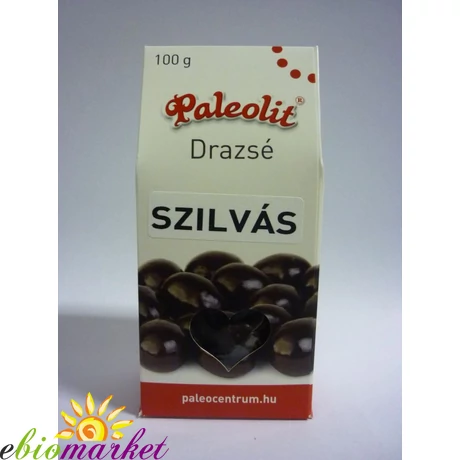 100 g
Paleolit®
Drazsé
SZILVÁS
paleocentrum.hu
ebiomarket